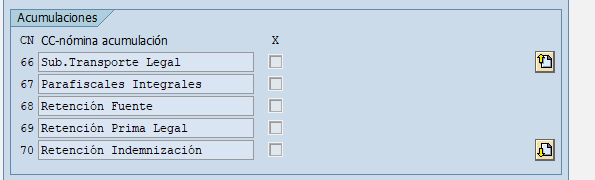 Acumulaciones
CN CC-nómina acumulación X
66 Sub.Transporte Legal
67 Parafiscales Integrales
68 Retención Fuente
69 Retención Prima Legal
70 Retención Indemnización